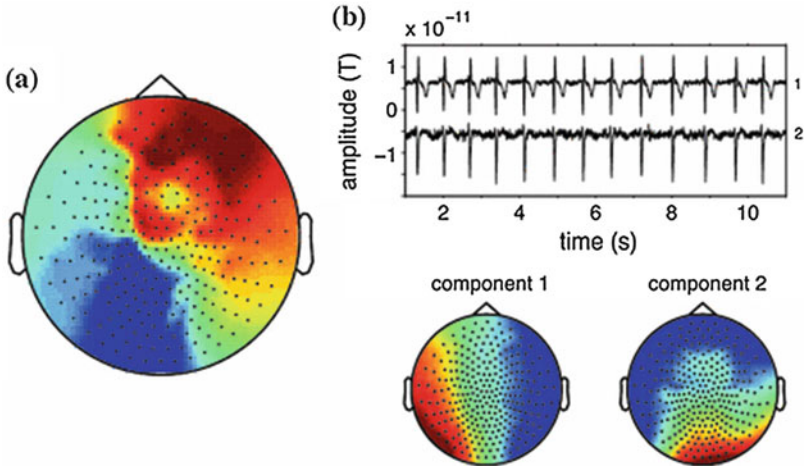 (a)
(b)
x 10⁻¹¹
amplitude (T)
1
0
−1
1
2
2
4
6
8
10
time (s)
component 1
component 2